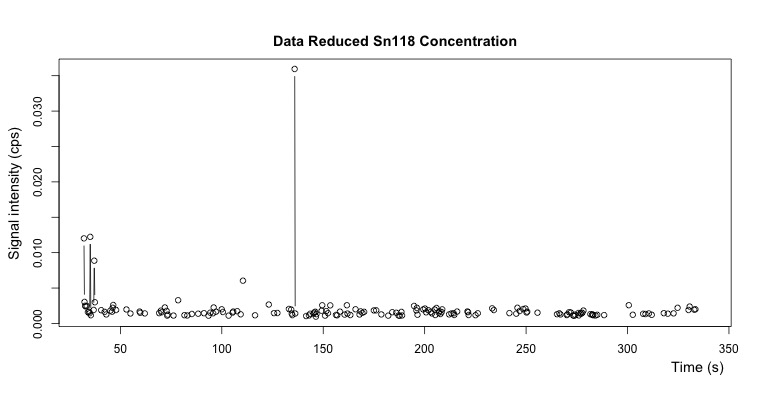 Data Reduced Sn118 Concentration
Signal intensity (cps)
0.030
0.020
0.010
0.000
50 100 150 200 250 300 350
Time (s)